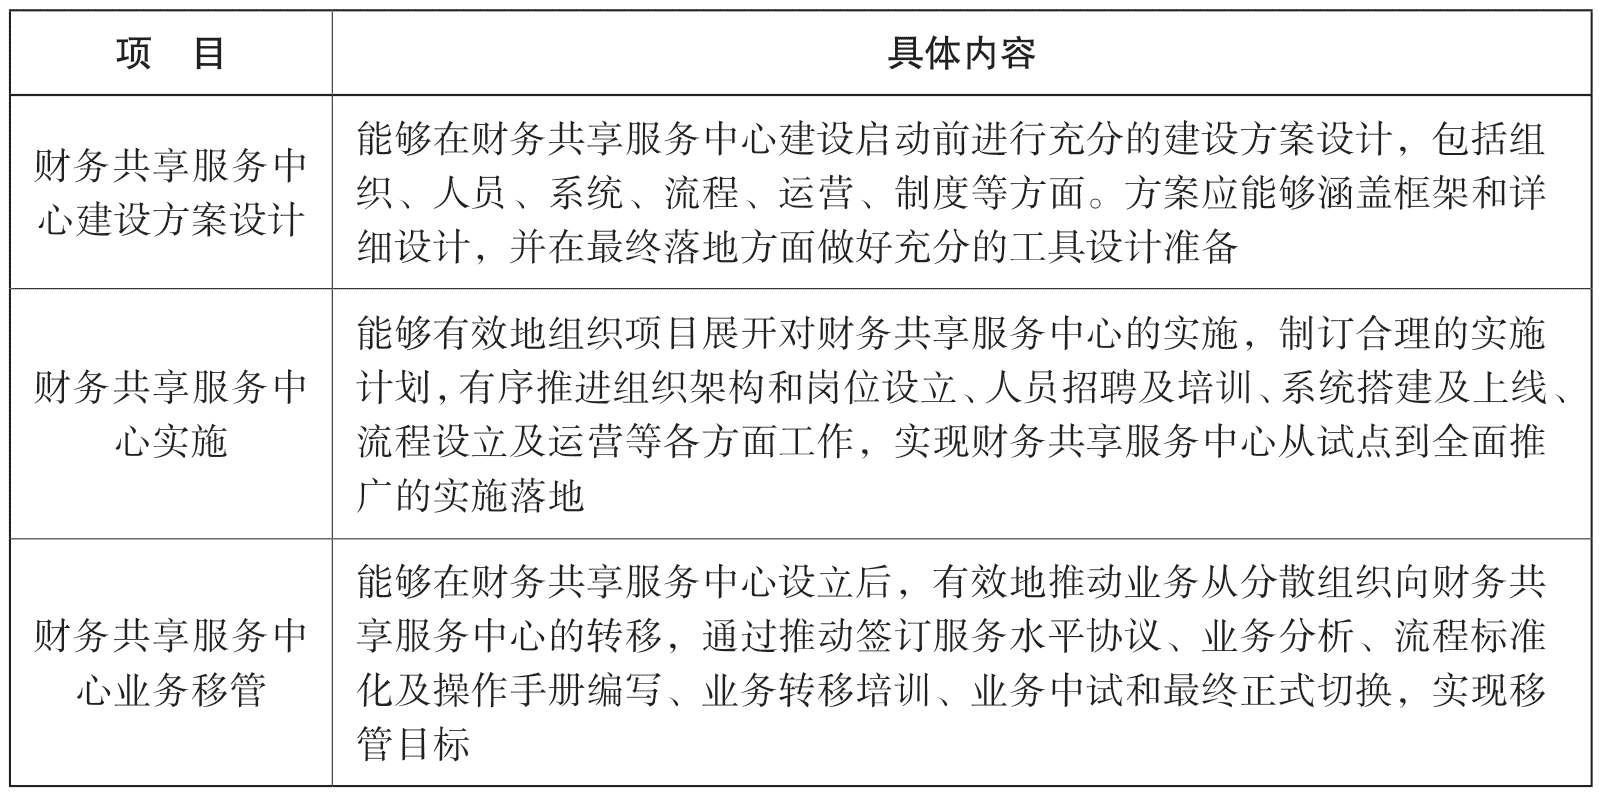 项 目
具体内容
财务共享服务中
心建设方案设计
能够在财务共享服务中心建设启动前进行充分的建设方案设计，包括组
织、人员、系统、流程、运营、制度等方面。方案应能够涵盖框架和详
细设计，并在最终落地方面做好充分的工具设计准备
财务共享服务中
心实施
能够有效地组织项目展开对财务共享服务中心的实施，制订合理的实施
计划，有序推进组织架构和岗位设立、人员招聘及培训、系统搭建及上线、
流程设立及运营等各方面工作，实现财务共享服务中心从试点到全面推
广的实施落地
财务共享服务中
心业务移管
能够在财务共享服务中心设立后，有效地推动业务从分散组织向财务共
享服务中心的转移，通过推动签订服务水平协议、业务分析、流程标准
化及操作手册编写、业务转移培训、业务中试和最终正式切换，实现移
管目标